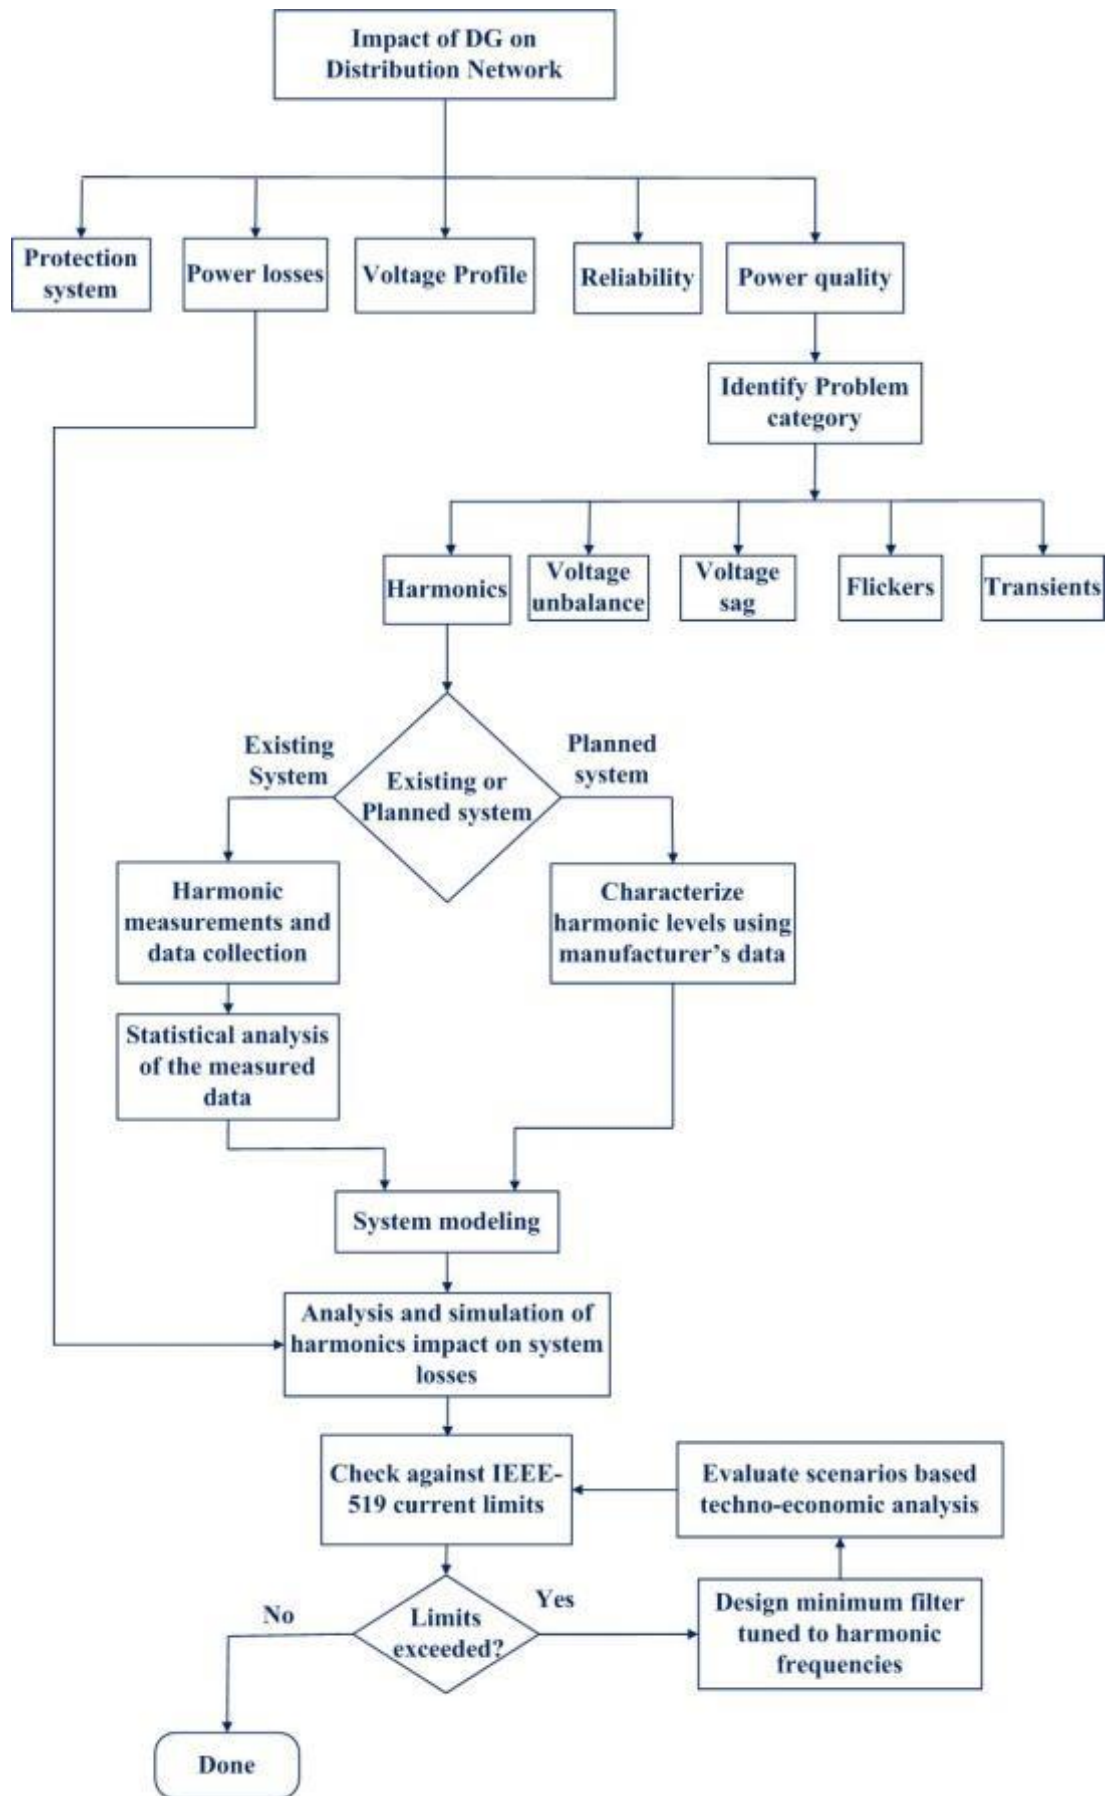 Impact of DG on
Distribution Network
Protection
system
Power losses
Voltage Profile
Reliability
Power quality
Identify Problem
category
Harmonics
Voltage
unbalance
Voltage
sag
Flickers
Transients
Existing
System
Existing or
Planned system
Planned
system
Harmonic
measurements and
data collection
Characterize
harmonic levels using
manufacturer’s data
Statistical analysis
of the measured
data
System modeling
Analysis and simulation of
harmonics impact on system
losses
Check against IEEE-
519 current limits
Evaluate scenarios based
techno-economic analysis
No
Limits
exceeded?
Yes
Design minimum filter
tuned to harmonic
frequencies
Done